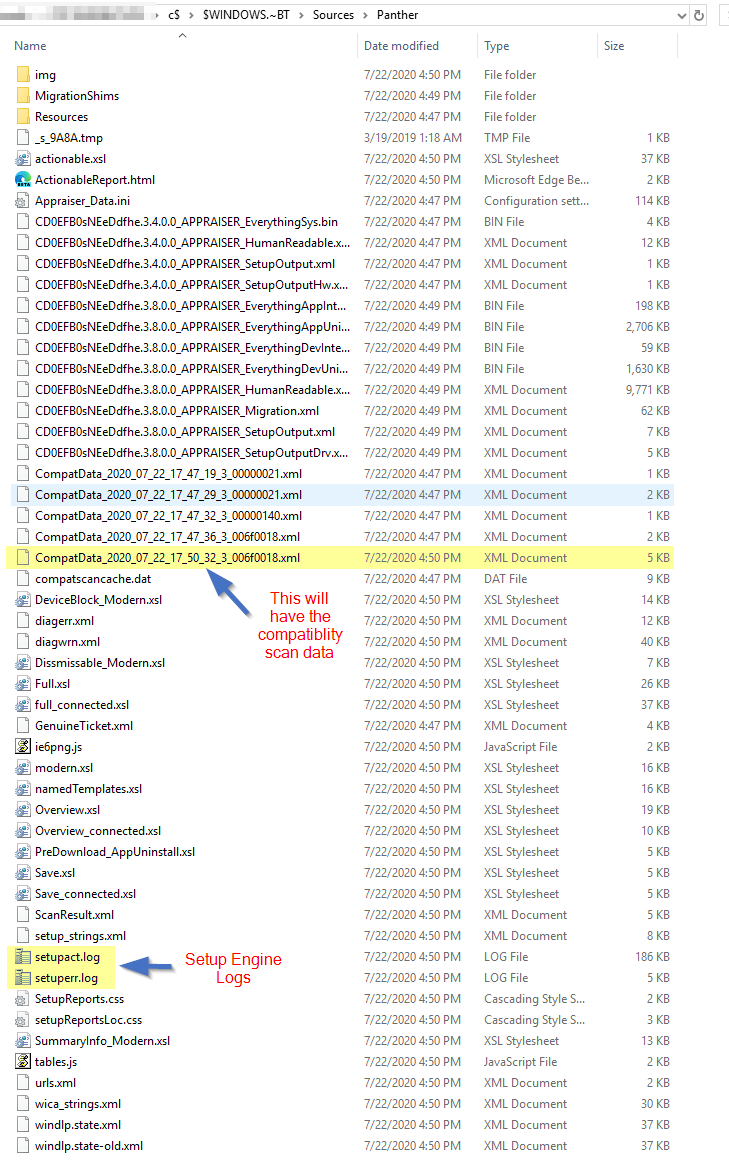 c$ > $WINDOWS.~BT > Sources > Panther
Name Date modified Type Size
img 7/22/2020 4:50 PM File folder
MigrationShims 7/22/2020 4:49 PM File folder
Resources 7/22/2020 4:47 PM File folder
_s_9A8A.tmp 3/19/2019 1:18 AM TMP File 1 KB
actionable.xsl 7/22/2020 4:50 PM XSL Stylesheet 37 KB
ActionableReport.html 7/22/2020 4:50 PM Microsoft Edge Be... 2 KB
Appraiser_Data.ini 7/22/2020 4:47 PM Configuration sett... 114 KB
CD0EFB0sNEeDdfhe.3.4.0.0_APPRAISER_EverythingSys.bin 7/22/2020 4:47 PM BIN File 4 KB
CD0EFB0sNEeDdfhe.3.4.0.0_APPRAISER_HumanReadable.x... 7/22/2020 4:47 PM XML Document 12 KB
CD0EFB0sNEeDdfhe.3.4.0.0_APPRAISER_SetupOutput.xml 7/22/2020 4:47 PM XML Document 1 KB
CD0EFB0sNEeDdfhe.3.4.0.0_APPRAISER_SetupOutputHw.x... 7/22/2020 4:47 PM XML Document 1 KB
CD0EFB0sNEeDdfhe.3.8.0.0_APPRAISER_EverythingAppInt... 7/22/2020 4:49 PM BIN File 198 KB
CD0EFB0sNEeDdfhe.3.8.0.0_APPRAISER_EverythingAppUni... 7/22/2020 4:49 PM BIN File 2,706 KB
CD0EFB0sNEeDdfhe.3.8.0.0_APPRAISER_EverythingDevInte... 7/22/2020 4:49 PM BIN File 59 KB
CD0EFB0sNEeDdfhe.3.8.0.0_APPRAISER_EverythingDevUni... 7/22/2020 4:49 PM BIN File 1,630 KB
CD0EFB0sNEeDdfhe.3.8.0.0_APPRAISER_HumanReadable.x... 7/22/2020 4:49 PM XML Document 9,771 KB
CD0EFB0sNEeDdfhe.3.8.0.0_APPRAISER_Migration.xml 7/22/2020 4:49 PM XML Document 62 KB
CD0EFB0sNEeDdfhe.3.8.0.0_APPRAISER_SetupOutput.xml 7/22/2020 4:49 PM XML Document 7 KB
CD0EFB0sNEeDdfhe.3.8.0.0_APPRAISER_SetupOutputDrv.x... 7/22/2020 4:49 PM XML Document 5 KB
CompatData_2020_07_22_17_47_19_3_00000021.xml 7/22/2020 4:47 PM XML Document 1 KB
CompatData_2020_07_22_17_47_29_3_00000021.xml 7/22/2020 4:47 PM XML Document 2 KB
CompatData_2020_07_22_17_47_32_3_00000140.xml 7/22/2020 4:47 PM XML Document 1 KB
CompatData_2020_07_22_17_47_36_3_006f0018.xml 7/22/2020 4:47 PM XML Document 2 KB
CompatData_2020_07_22_17_50_32_3_006f0018.xml 7/22/2020 4:50 PM XML Document 5 KB
compatscancache.dat 7/22/2020 4:47 PM DAT File 9 KB
DeviceBlock_Modern.xsl 7/22/2020 4:50 PM XSL Stylesheet 14 KB
diagerr.xml 7/22/2020 4:50 PM XML Document 12 KB
diagwrn.xml 7/22/2020 4:50 PM XML Document 40 KB
Dismissable_Modern.xsl 7/22/2020 4:50 PM XSL Stylesheet 7 KB
Full.xsl 7/22/2020 4:50 PM XSL Stylesheet 26 KB
full_connected.xsl 7/22/2020 4:50 PM XSL Stylesheet 37 KB
GenuineTicket.xml 7/22/2020 4:47 PM XML Document 4 KB
ie6png.js 7/22/2020 4:50 PM JavaScript File 2 KB
modern.xsl 7/22/2020 4:50 PM XSL Stylesheet 16 KB
namedTemplates.xsl 7/22/2020 4:50 PM XSL Stylesheet 16 KB
Overview.xsl 7/22/2020 4:50 PM XSL Stylesheet 19 KB
Overview_connected.xsl 7/22/2020 4:50 PM XSL Stylesheet 10 KB
PreDownload_AppUninstall.xsl 7/22/2020 4:50 PM XSL Stylesheet 5 KB
Save.xsl 7/22/2020 4:50 PM XSL Stylesheet 5 KB
Save_connected.xsl 7/22/2020 4:50 PM XSL Stylesheet 5 KB
ScanResult.xml 7/22/2020 4:50 PM XML Document 5 KB
setup_strings.xml 7/22/2020 4:50 PM XML Document 8 KB
setupact.log 7/22/2020 4:50 PM LOG File 186 KB
setuperr.log 7/22/2020 4:50 PM LOG File 5 KB
SetupReports.css 7/22/2020 4:50 PM Cascading Style S... 2 KB
setupReportsLoc.css 7/22/2020 4:50 PM Cascading Style S... 3 KB
SummaryInfo_Modern.xsl 7/22/2020 4:50 PM XSL Stylesheet 13 KB
tables.js 7/22/2020 4:50 PM JavaScript File 2 KB
urls.xml 7/22/2020 4:50 PM XML Document 2 KB
wica_strings.xml 7/22/2020 4:50 PM XML Document 30 KB
windlp.state.xml 7/22/2020 4:50 PM XML Document 37 KB
windlp.state-old.xml 7/22/2020 4:50 PM XML Document 37 KB
This will
have the
compatiblity
scan data
Setup Engine
Logs